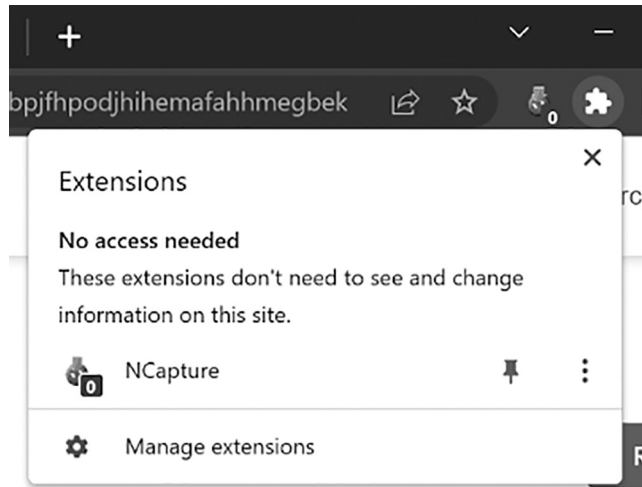 bpjfhpodjhihemafahhmegbek
0
Extensions
rc
No access needed
These extensions don't need to see and change
information on this site.
0
NCapture
Manage extensions
R